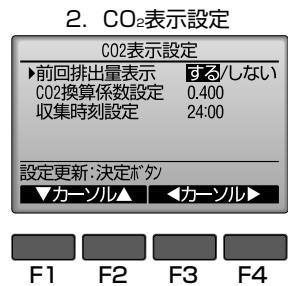 2. CO₂表示設定
CO2表示設定
▶前回排出量表示 する/しない
CO2換算係数設定 0.400
収集時刻設定 24:00
設定更新:決定ボタン
▼カーソル▲ ◀カーソル▶
F1 F2 F3 F4